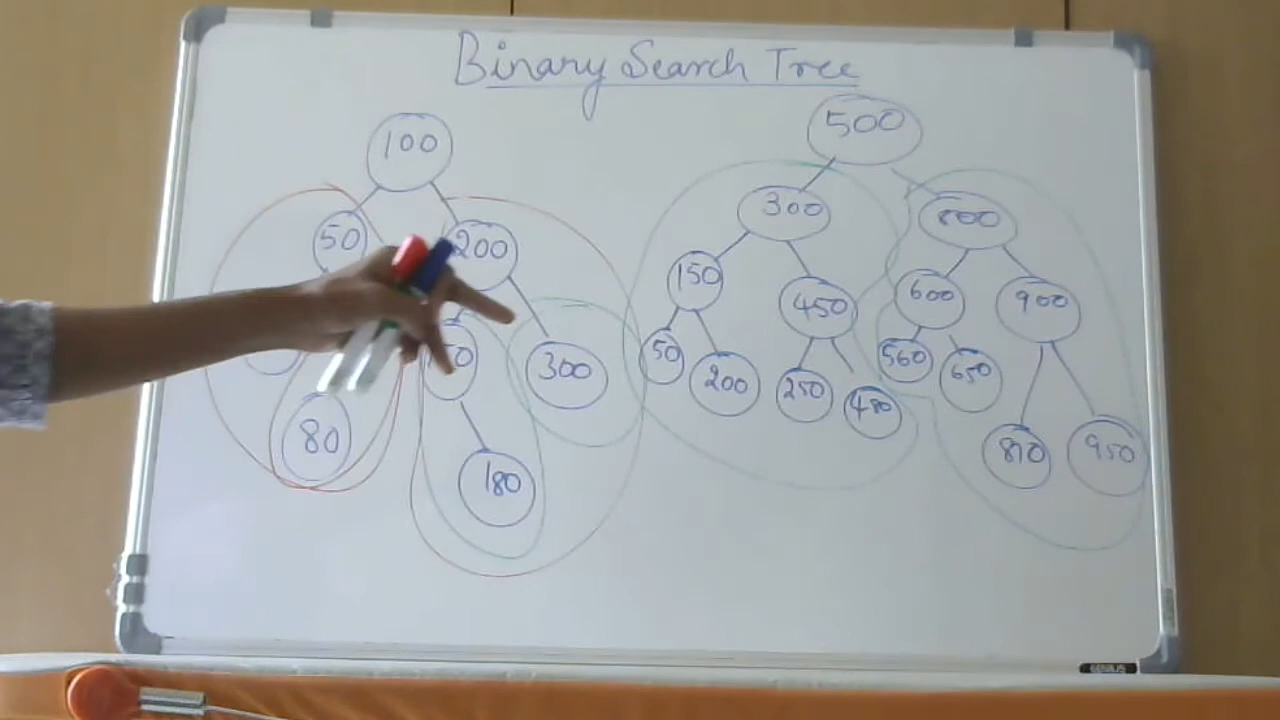 Binary Search Tree
100 500
50 200 300 800
150 450 600 900
300 50 200 250 480 560 650
80 180 950